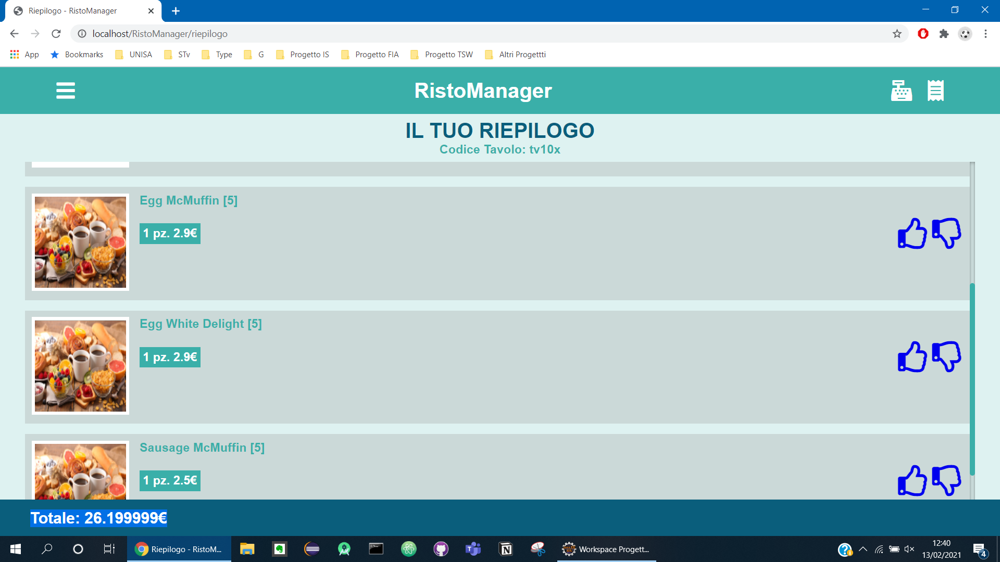 Riepilogo - RistoManager
localhost/RistoManager/riepilogo
App Bookmarks UNISA STv Type G Progetto IS Progetto FIA Progetto TSW Altri Progettti
RistoManager
IL TUO RIEPILOGO
Codice Tavolo: tv10x
Egg McMuffin [5]
1 pz. 2.9€
Egg White Delight [5]
1 pz. 2.9€
Sausage McMuffin [5]
1 pz. 2.5€
Totale: 26.199999€
Riepilogo - RistoM...
Workspace Progett...
12:40
13/02/2021
4